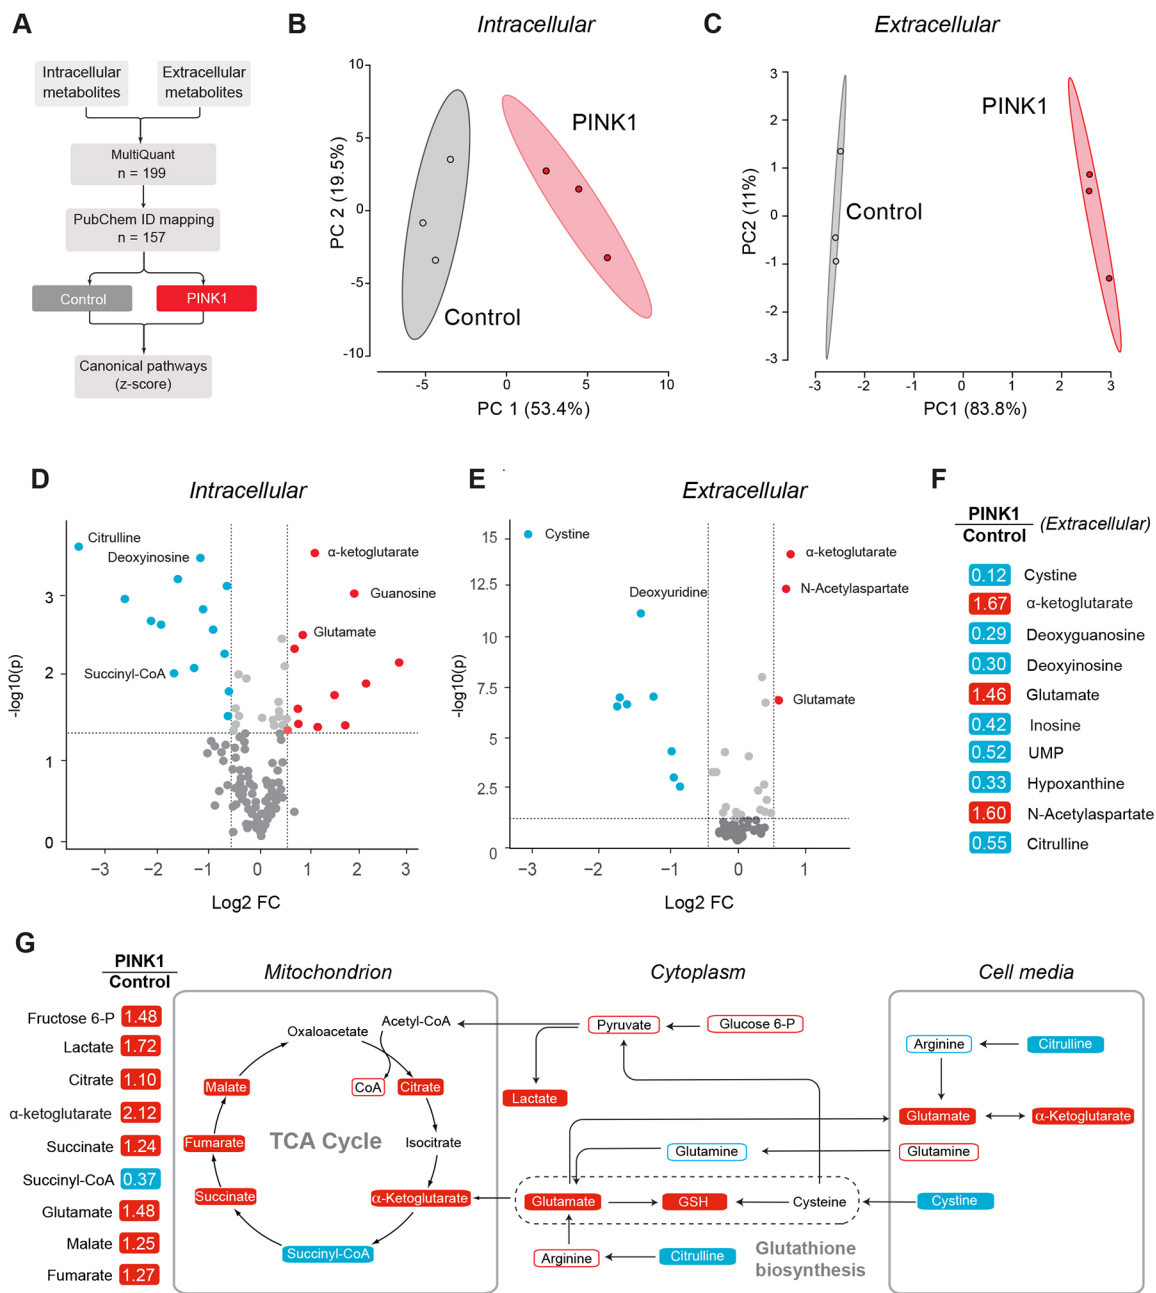 A
Intracellular
metabolites
Extracellular
metabolites
MultiQuant
n = 199
PubChem ID mapping
n = 157
Control
PINK1
Canonical pathways
(z-score)
B
Intracellular
10
5
0
-5
-10
PC 2 (19.5%)
PINK1
Control
-5
0
5
10
PC 1 (53.4%)
C
Extracellular
3
2
1
0
-1
-2
-3
PC2 (11%)
PINK1
Control
-3
-2
-1
0
1
2
3
PC1 (83.8%)
D
Intracellular
Citrulline
Deoxyinosine
α-ketoglutarate
Guanosine
Glutamate
Succinyl-CoA
3
2
1
0
-log10(p)
−3
−2
−1
0
1
2
3
Log2 FC
E
Extracellular
Cystine
α-ketoglutarate
N-Acetylaspartate
Deoxyuridine
Glutamate
15
12.5
10
7.5
5
2.5
0
-log10(p)
−3
−2
−1
0
1
Log2 FC
F
PINK1
Control
(Extracellular)
0.12 Cystine
1.67 α-ketoglutarate
0.29 Deoxyguanosine
0.30 Deoxyinosine
1.46 Glutamate
0.42 Inosine
0.52 UMP
0.33 Hypoxanthine
1.60 N-Acetylaspartate
0.55 Citrulline
G
PINK1
Control
Fructose 6-P 1.48
Lactate 1.72
Citrate 1.10
α-ketoglutarate 2.12
Succinate 1.24
Succinyl-CoA 0.37
Glutamate 1.48
Malate 1.25
Fumarate 1.27
Mitochondrion
Oxaloacetate
Acetyl-CoA
Malate
CoA
Citrate
Fumarate
TCA Cycle
Isocitrate
Succinate
α-Ketoglutarate
Succinyl-CoA
Cytoplasm
Pyruvate
Glucose 6-P
Lactate
Glutamine
Glutamate
GSH
Cysteine
Arginine
Citrulline
Glutathione
biosynthesis
Cell media
Arginine
Citrulline
Glutamate
α-Ketoglutarate
Glutamine
Cystine